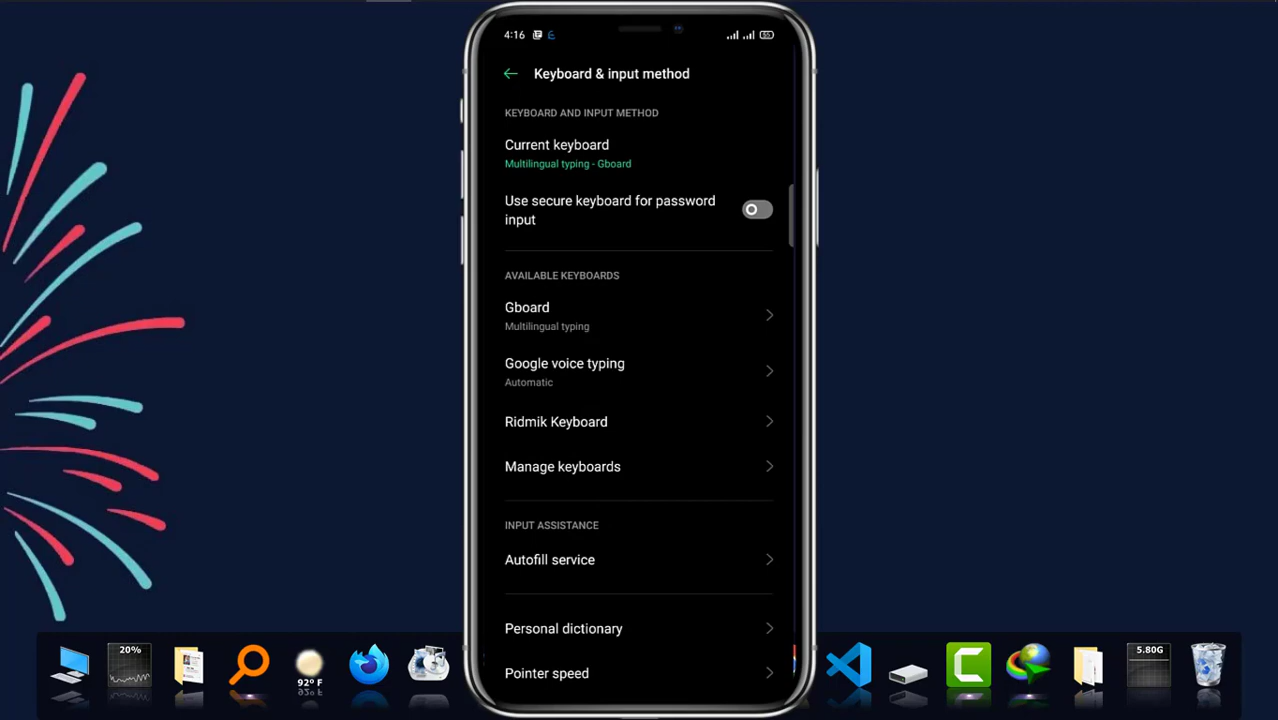 4:16
55
Keyboard & input method
KEYBOARD AND INPUT METHOD
Current keyboard
Multilingual typing - Gboard
Use secure keyboard for password
input
AVAILABLE KEYBOARDS
Gboard
Multilingual typing
Google voice typing
Automatic
Ridmik Keyboard
Manage keyboards
INPUT ASSISTANCE
Autofill service
Personal dictionary
Pointer speed
20%
92° F
5.80G